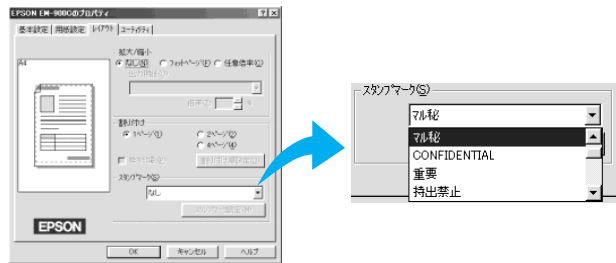 EPSON EM-900Cのプロパティ
基本設定 用紙設定 レイアウト ユーティリティ
A4
拡大/縮小
なし(N) フィットページ(F) 任意倍率(C)
出力用紙(P)
倍率(Z) %
割り付け
1ページ(1) 2ページ(2)
4ページ(4)
スタンプマーク(S)
なし
EPSON
OK キャンセル ヘルプ
スタンプマーク(S)
マル秘
マル秘
CONFIDENTIAL
重要
持出禁止